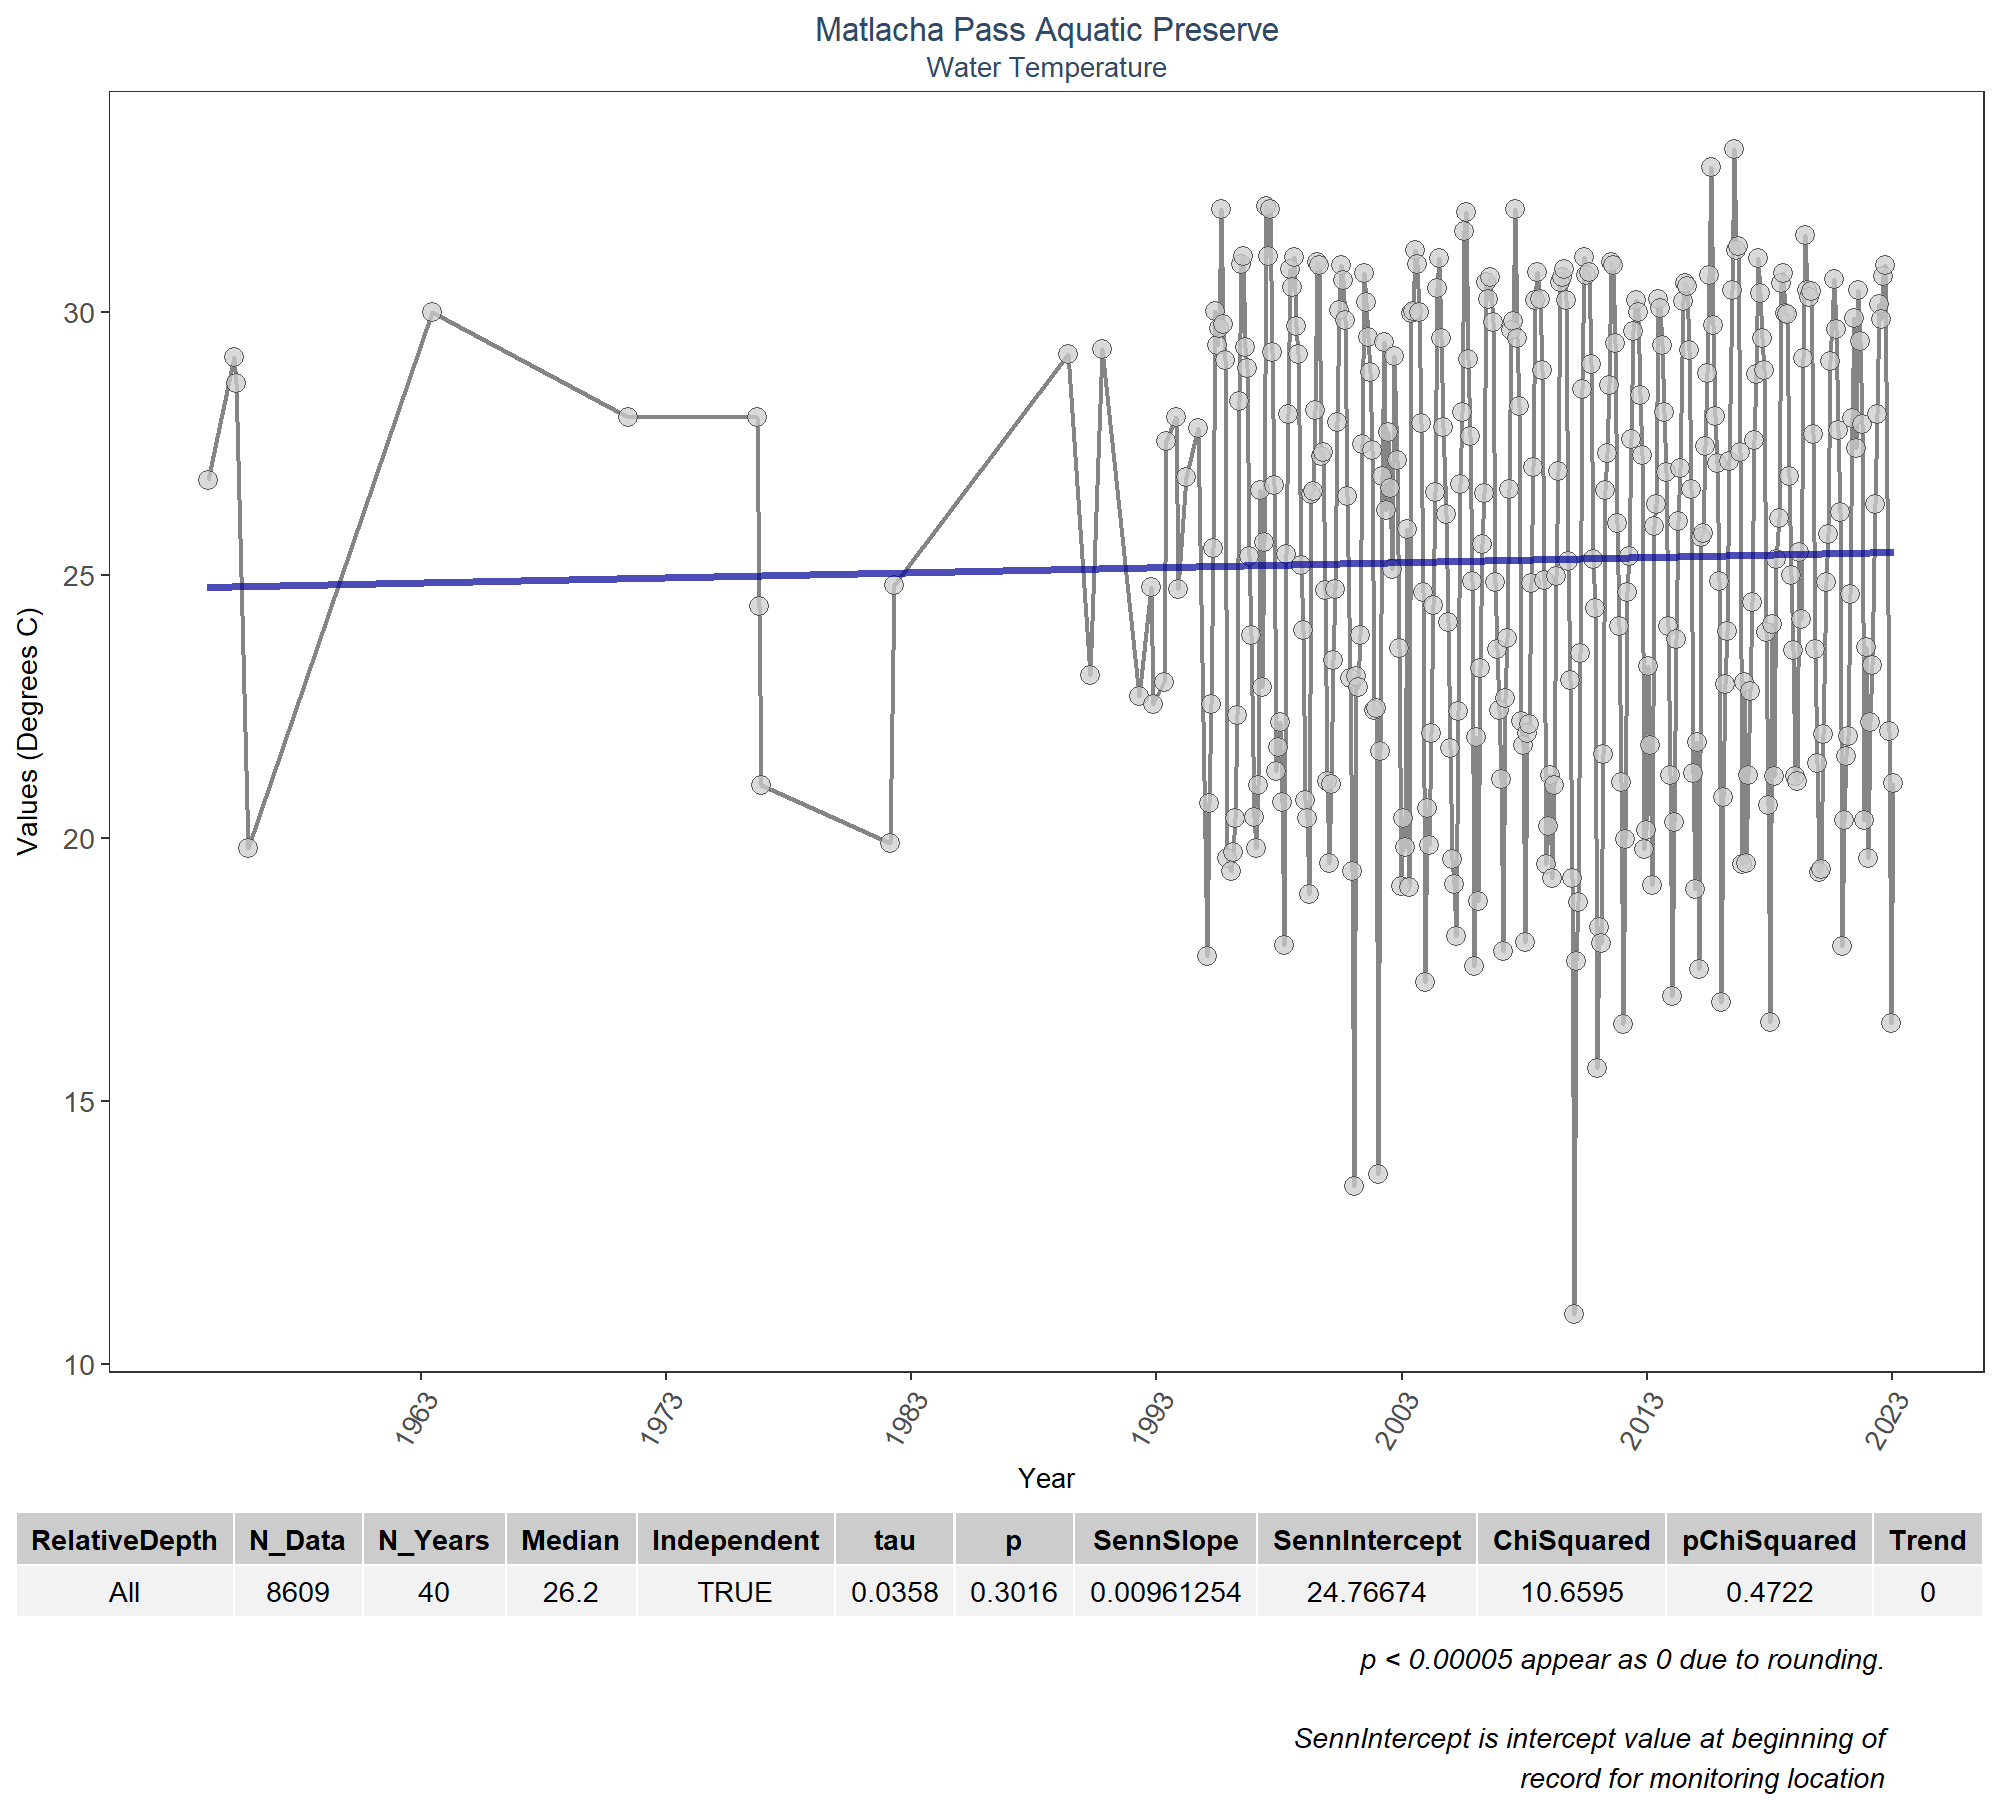 Matlacha Pass Aquatic Preserve
Water Temperature
Values (Degrees C)
30
25
20
15
10
1963 1973 1983 1993 2003 2013 2023
Year
RelativeDepth N_Data N_Years Median Independent tau p SennSlope SennIntercept ChiSquared pChiSquared Trend
All 8609 40 26.2 TRUE 0.0358 0.3016 0.00961254 24.76674 10.6595 0.4722 0
p < 0.00005 appear as 0 due to rounding.
SennIntercept is intercept value at beginning of
record for monitoring location